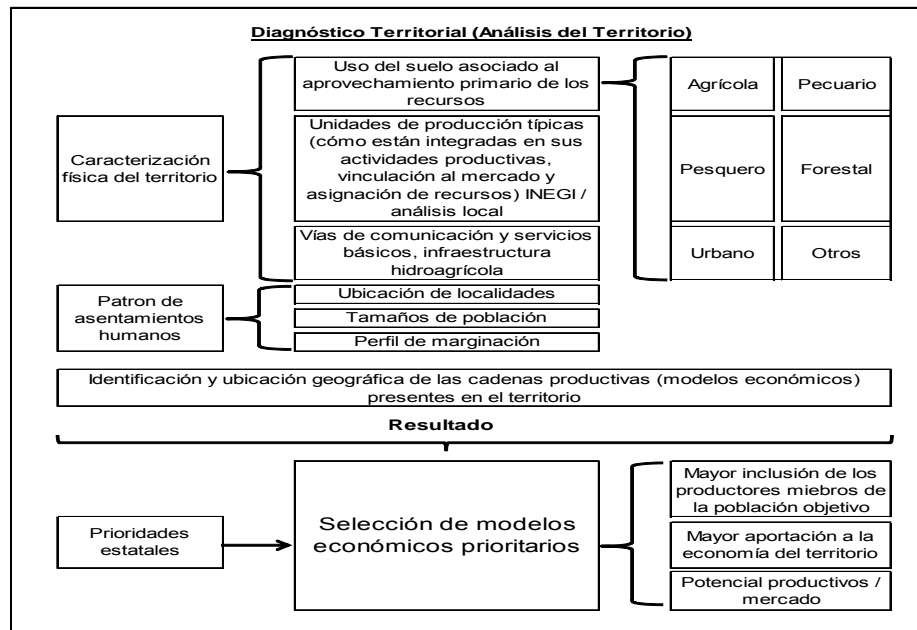 Diagnóstico Territorial (Análisis del Territorio)
Caracterización
física del territorio
Uso del suelo asociado al
aprovechamiento primario de los
recursos
Agrícola
Pecuario
Unidades de producción típicas
(cómo están integradas en sus
actividades productivas,
vinculación al mercado y
asignación de recursos) INEGI /
análisis local
Pesquero
Forestal
Vías de comunicación y servicios
básicos, infraestructura
hidroagrícola
Urbano
Otros
Patron de
asentamientos
humanos
Ubicación de localidades
Tamaños de población
Perfil de marginación
Identificación y ubicación geográfica de las cadenas productivas (modelos económicos)
presentes en el territorio
Resultado
Prioridades
estatales
Selección de modelos
económicos prioritarios
Mayor inclusión de los
productores miebros de
la población objetivo
Mayor aportación a la
economía del territorio
Potencial productivos /
mercado